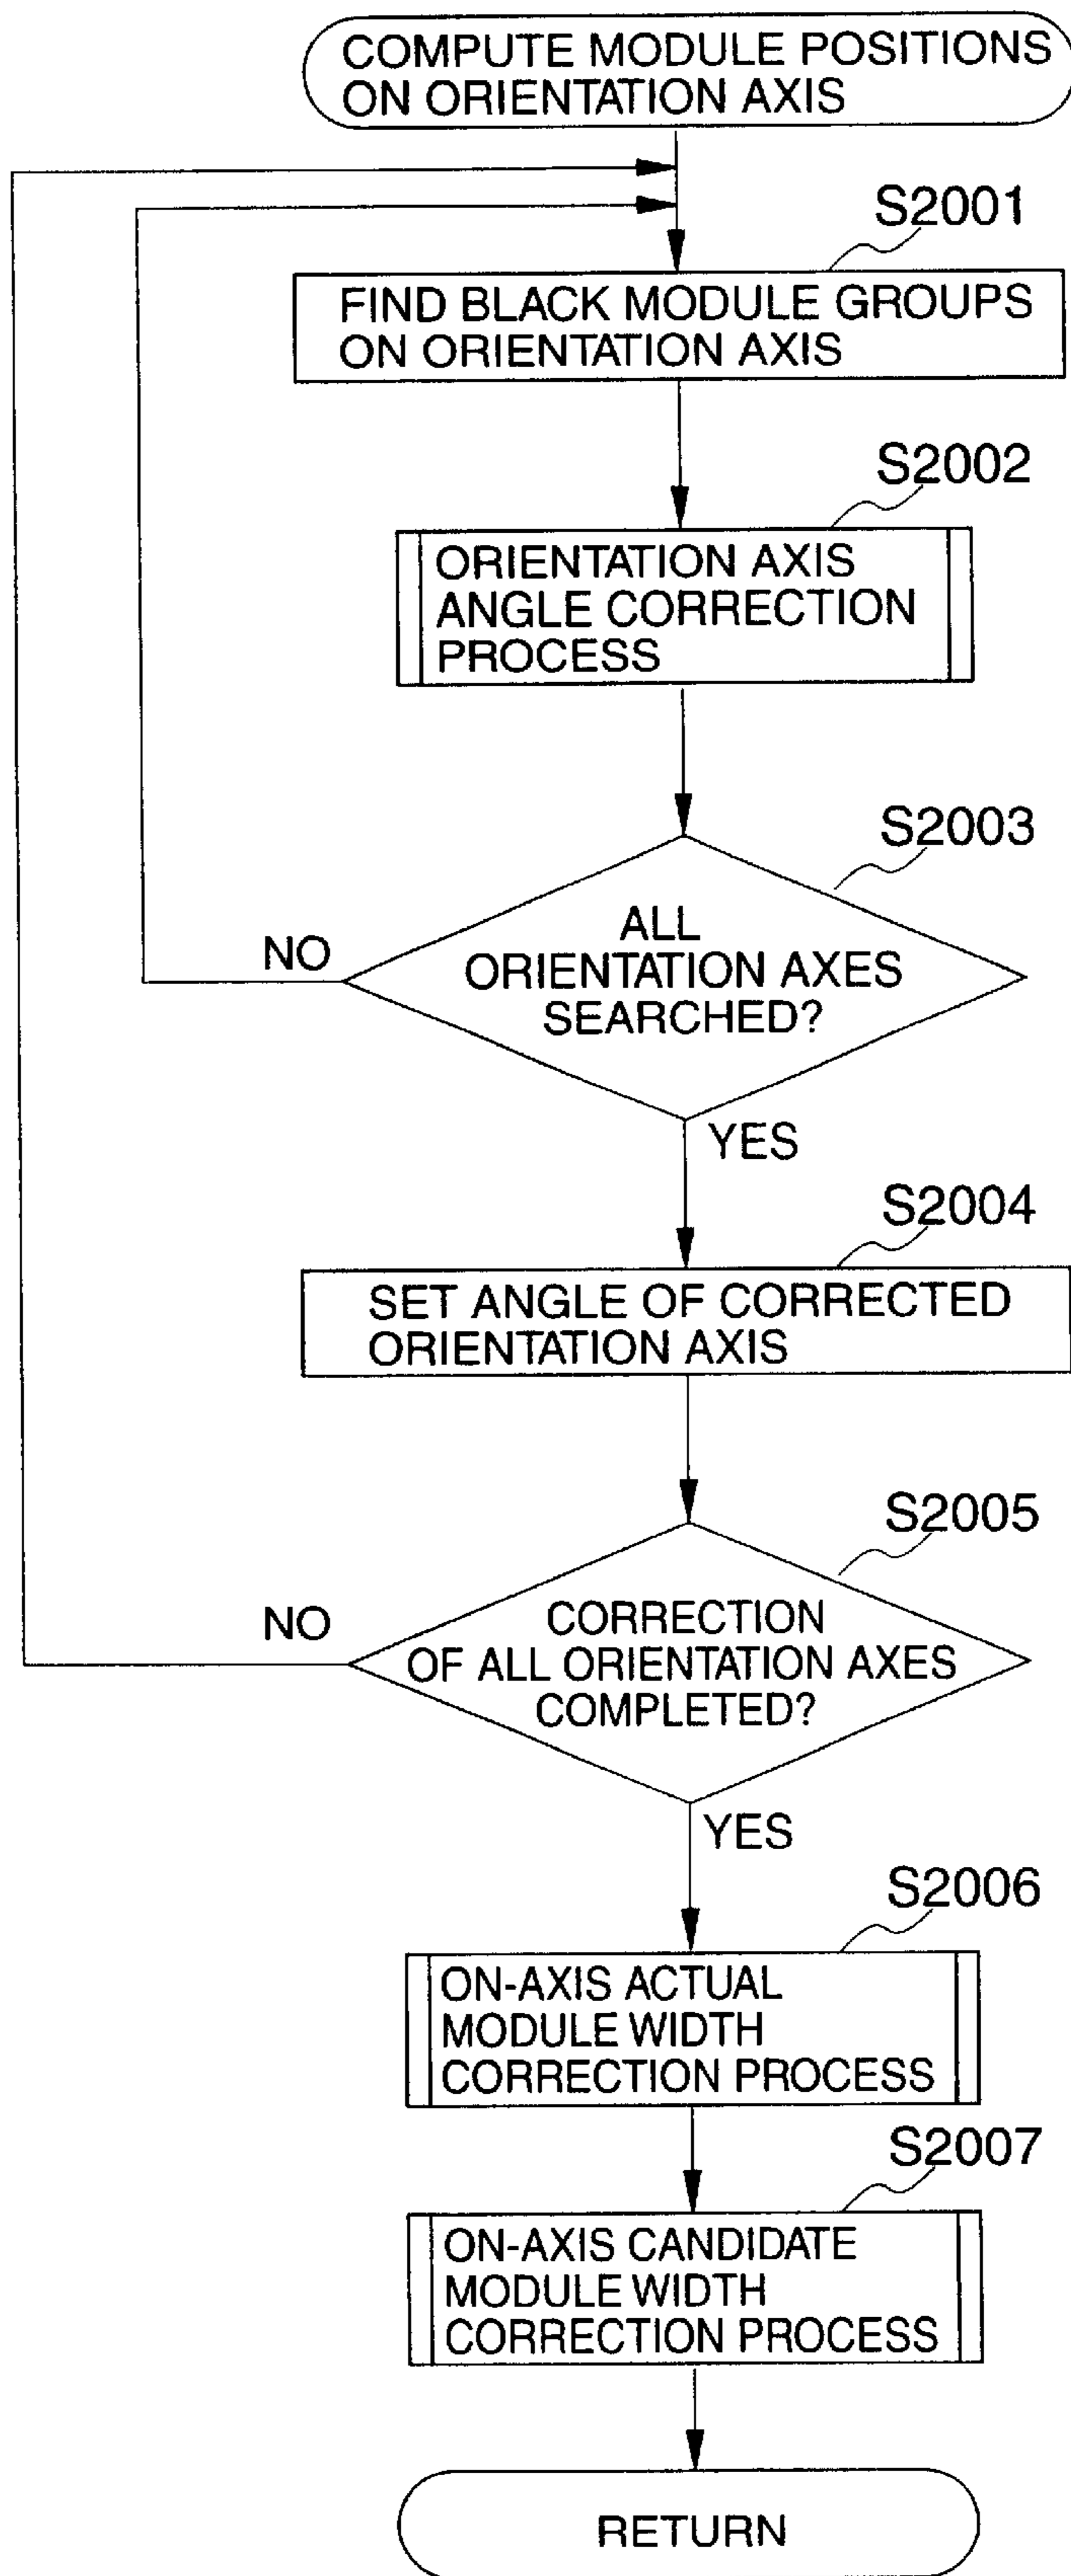 COMPUTE MODULE POSITIONS
ON ORIENTATION AXIS
S2001
FIND BLACK MODULE GROUPS
ON ORIENTATION AXIS
S2002
ORIENTATION AXIS
ANGLE CORRECTION
PROCESS
S2003
NO
ALL
ORIENTATION AXES
SEARCHED?
YES
S2004
SET ANGLE OF CORRECTED
ORIENTATION AXIS
S2005
NO
CORRECTION
OF ALL ORIENTATION AXES
COMPLETED?
YES
S2006
ON-AXIS ACTUAL
MODULE WIDTH
CORRECTION PROCESS
S2007
ON-AXIS CANDIDATE
MODULE WIDTH
CORRECTION PROCESS
RETURN